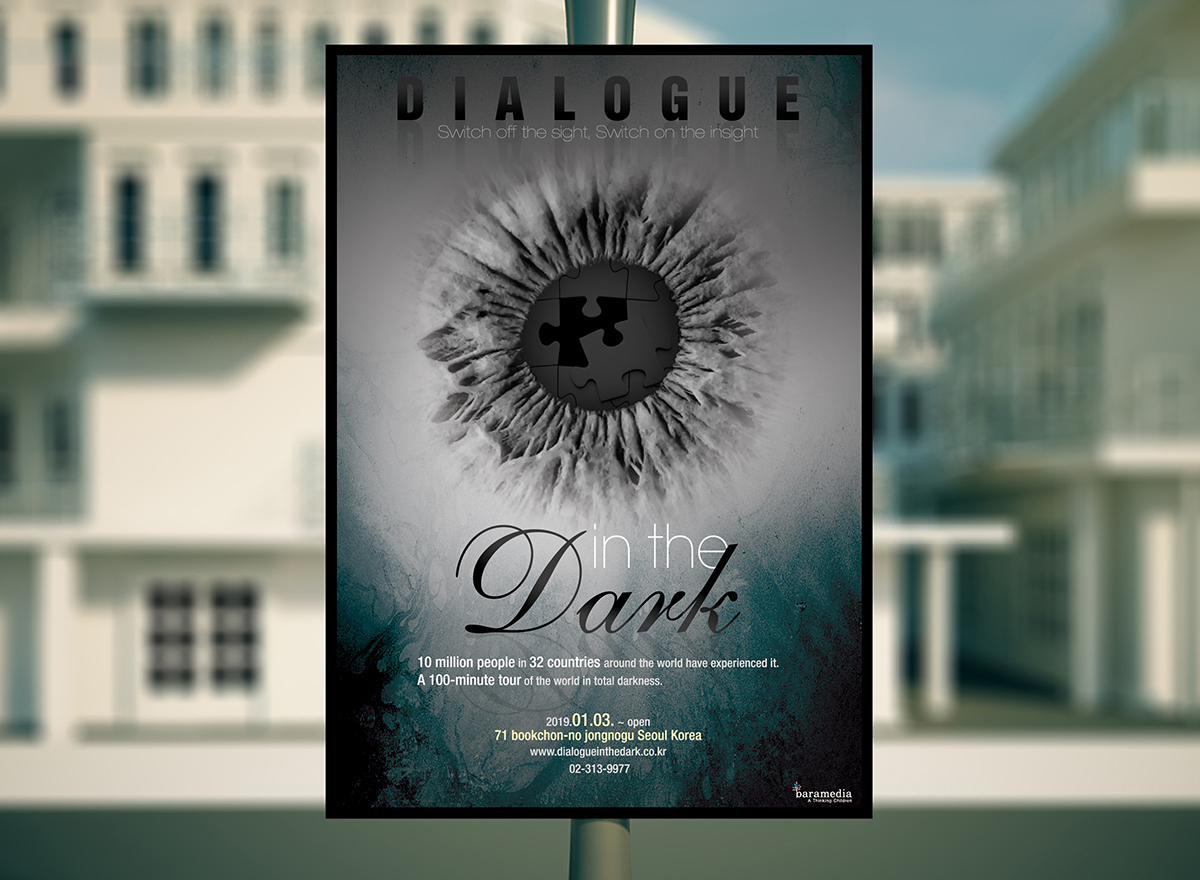 DIALOGUE
Switch off the sight, Switch on the insight
in the
Dark
10 million people in 32 countries around the world have experienced it.
A 100-minute tour of the world in total darkness.
2019.01.03. ~ open
71 bookchon-no jongnogu Seoul Korea
www.dialogueinthedark.co.kr
02-313-9977
paramedia
A Thinking Children